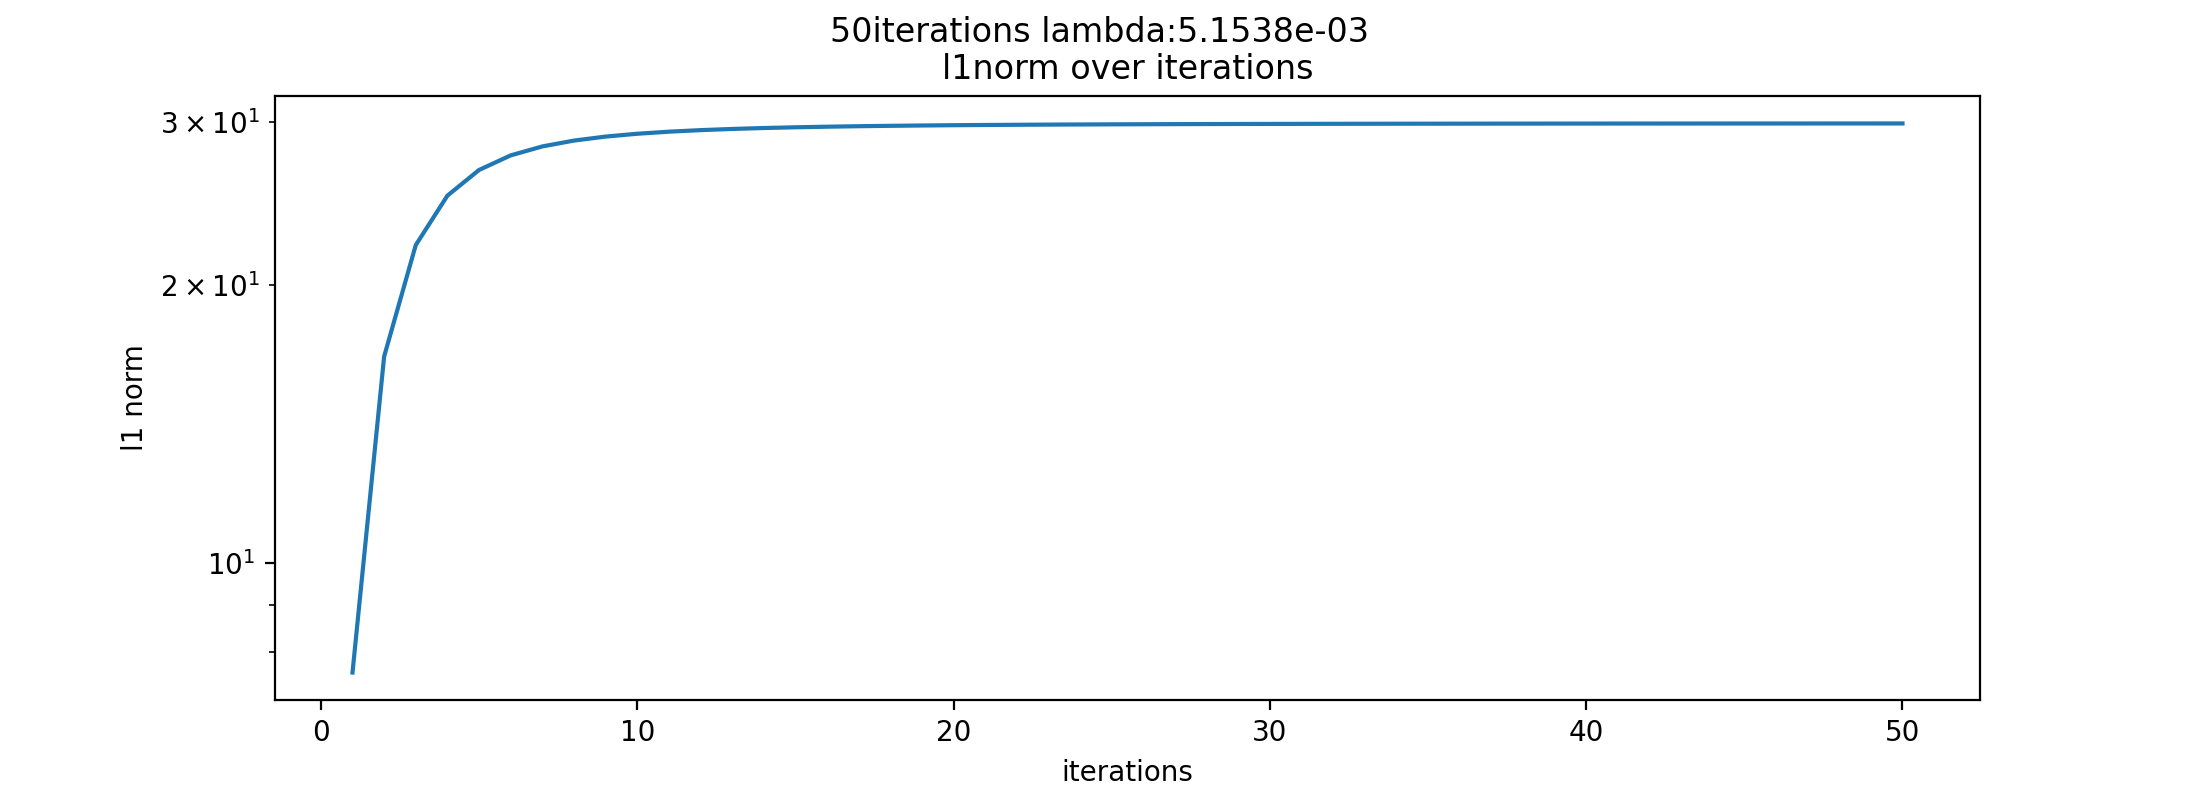 50iterations lambda:5.1538e-03
l1norm over iterations
3 × 10¹
2 × 10¹
10¹
l1 norm
0 10 20 30 40 50
iterations